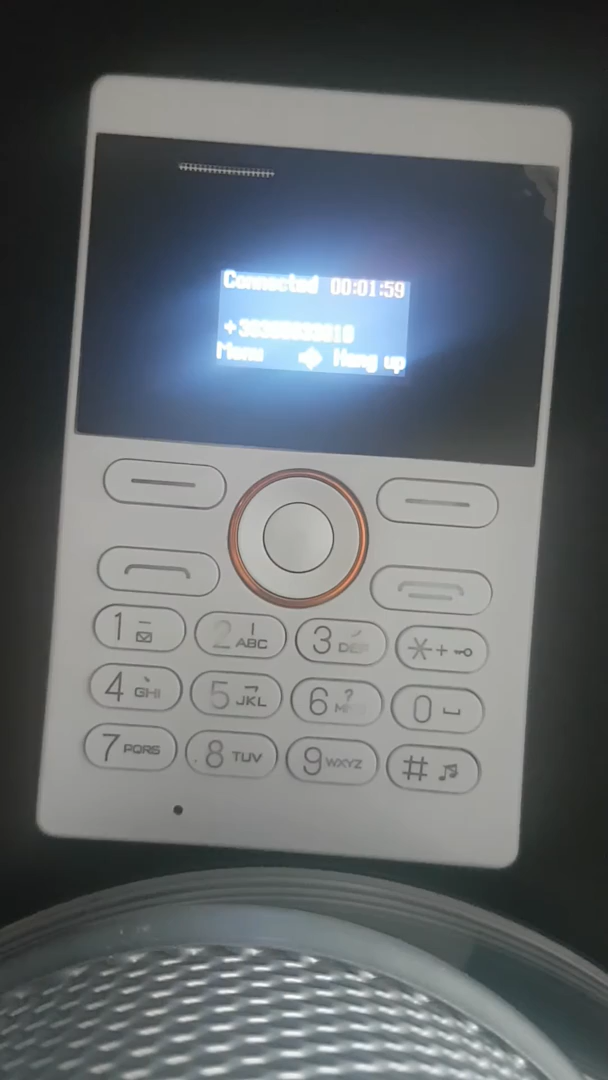 Connected 00:01:59
Menu Hang up
1
2 ABC
3 DEF
*+
4 GHI
5 JKL
6
0
7 PQRS
8 TUV
9 WXYZ
#